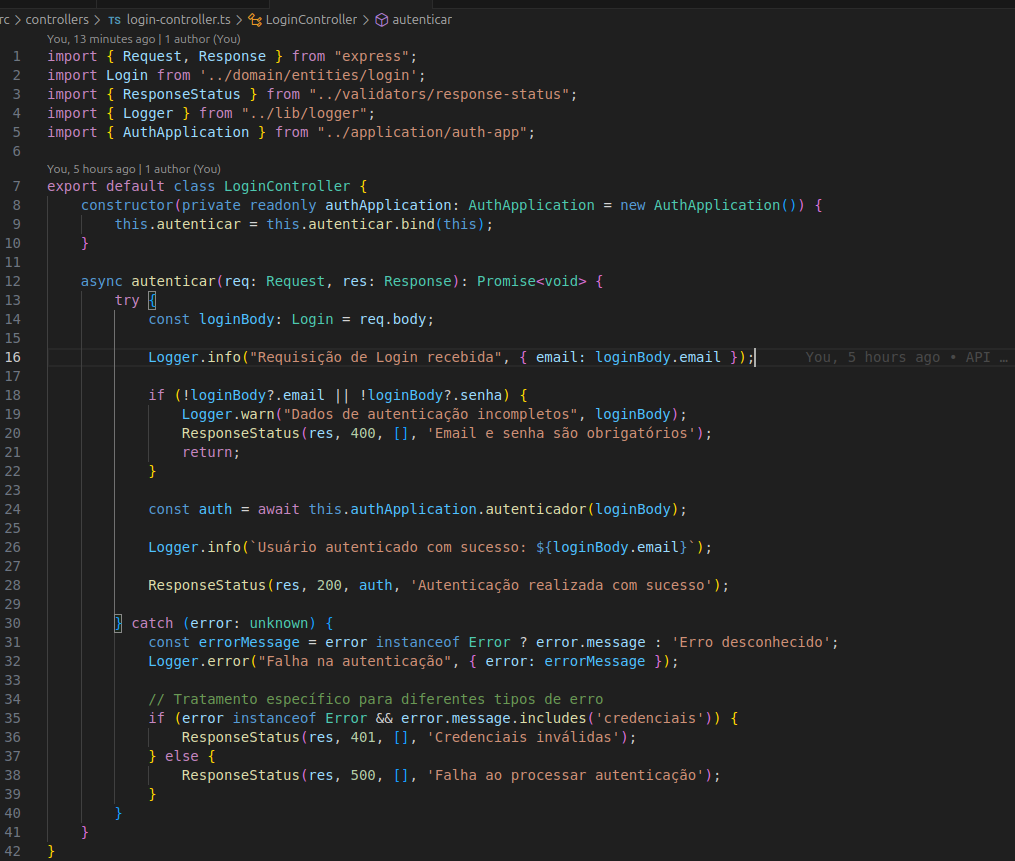 rc > controllers > TS login-controller.ts > LoginController > autenticar
You, 13 minutes ago | 1 author (You)
1 import { Request, Response } from "express";
2 import Login from '../domain/entities/login';
3 import { ResponseStatus } from "../validators/response-status";
4 import { Logger } from "../lib/logger";
5 import { AuthApplication } from "../application/auth-app";
6
You, 5 hours ago | 1 author (You)
7 export default class LoginController {
8     constructor(private readonly authApplication: AuthApplication = new AuthApplication()) {
9         this.autenticar = this.autenticar.bind(this);
10     }
11
12     async autenticar(req: Request, res: Response): Promise<void> {
13         try {
14             const loginBody: Login = req.body;
15
16             Logger.info("Requisição de Login recebida", { email: loginBody.email }); You, 5 hours ago • API …
17
18             if (!loginBody?.email || !loginBody?.senha) {
19                 Logger.warn("Dados de autenticação incompletos", loginBody);
20                 ResponseStatus(res, 400, [], 'Email e senha são obrigatórios');
21                 return;
22             }
23
24             const auth = await this.authApplication.autenticador(loginBody);
25
26             Logger.info(`Usuário autenticado com sucesso: ${loginBody.email}`);
27
28             ResponseStatus(res, 200, auth, 'Autenticação realizada com sucesso');
29
30         } catch (error: unknown) {
31             const errorMessage = error instanceof Error ? error.message : 'Erro desconhecido';
32             Logger.error("Falha na autenticação", { error: errorMessage });
33
34             // Tratamento específico para diferentes tipos de erro
35             if (error instanceof Error && error.message.includes('credenciais')) {
36                 ResponseStatus(res, 401, [], 'Credenciais inválidas');
37             } else {
38                 ResponseStatus(res, 500, [], 'Falha ao processar autenticação');
39             }
40         }
41     }
42 }